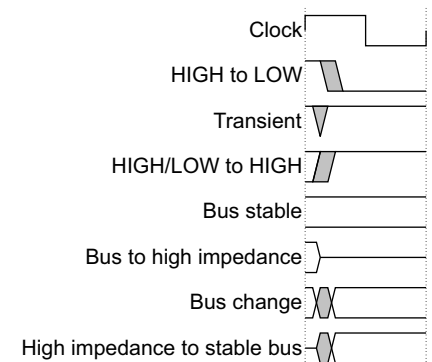 Clock
HIGH to LOW
Transient
HIGH/LOW to HIGH
Bus stable
Bus to high impedance
Bus change
High impedance to stable bus